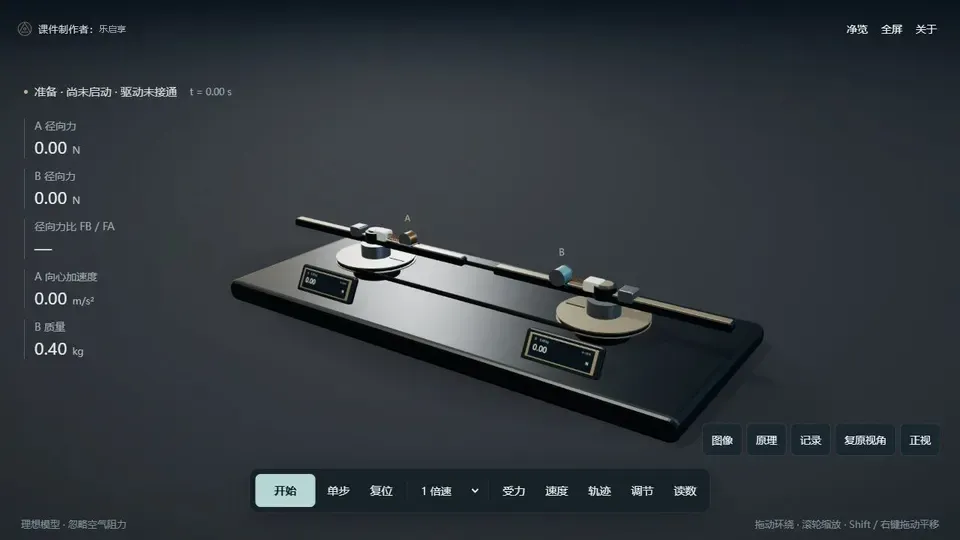 课件制作者：乐启享
净览 全屏 关于
准备 · 尚未启动 · 驱动未接通 t = 0.00 s
A 径向力
0.00 N
B 径向力
0.00 N
径向力比 FB / FA
—
A 向心加速度
0.00 m/s²
B 质量
0.40 kg
A
B
0.00
0.00
图像 原理 记录 复原视角 正视
开始 单步 复位 1 倍速 受力 速度 轨迹 调节 读数
理想模型 · 忽略空气阻力
拖动环绕 · 滚轮缩放 · Shift / 右键拖动平移